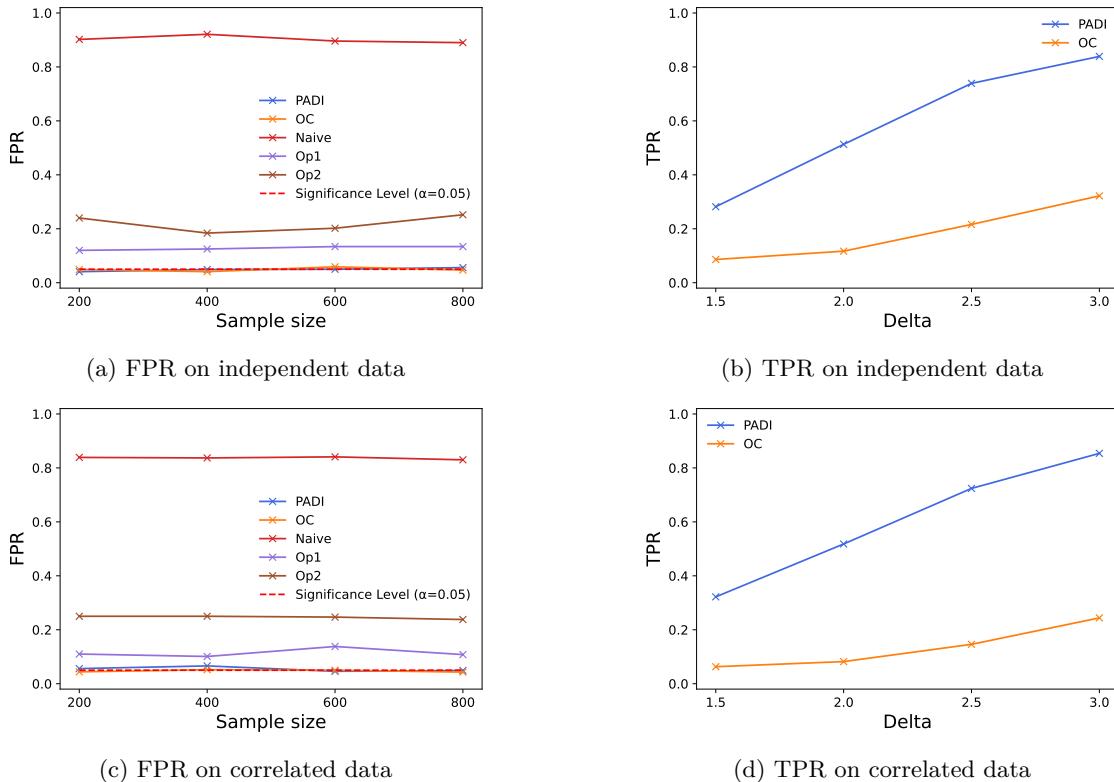 1.0
0.8
0.6
0.4
0.2
0.0
FPR
PADI
OC
Naive
Op1
Op2
Significance Level (α=0.05)
200 400 600 800
Sample size
(a) FPR on independent data
1.0
0.8
0.6
0.4
0.2
0.0
TPR
PADI
OC
1.5 2.0 2.5 3.0
Delta
(b) TPR on independent data
1.0
0.8
0.6
0.4
0.2
0.0
FPR
PADI
OC
Naive
Op1
Op2
Significance Level (α=0.05)
200 400 600 800
Sample size
(c) FPR on correlated data
1.0
0.8
0.6
0.4
0.2
0.0
TPR
PADI
OC
1.5 2.0 2.5 3.0
Delta
(d) TPR on correlated data